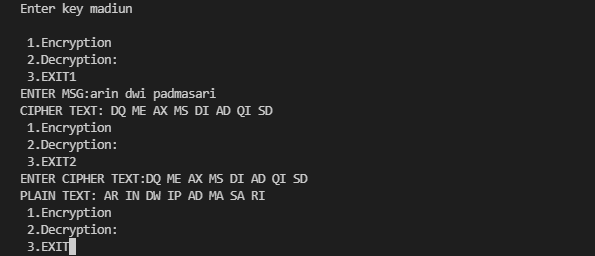 Enter key madiun
1.Encryption
2.Decryption:
3.EXIT1
ENTER MSG:arin dwi padmasari
CIPHER TEXT: DQ ME AX MS DI AD QI SD
1.Encryption
2.Decryption:
3.EXIT2
ENTER CIPHER TEXT:DQ ME AX MS DI AD QI SD
PLAIN TEXT: AR IN DW IP AD MA SA RI
1.Encryption
2.Decryption:
3.EXIT